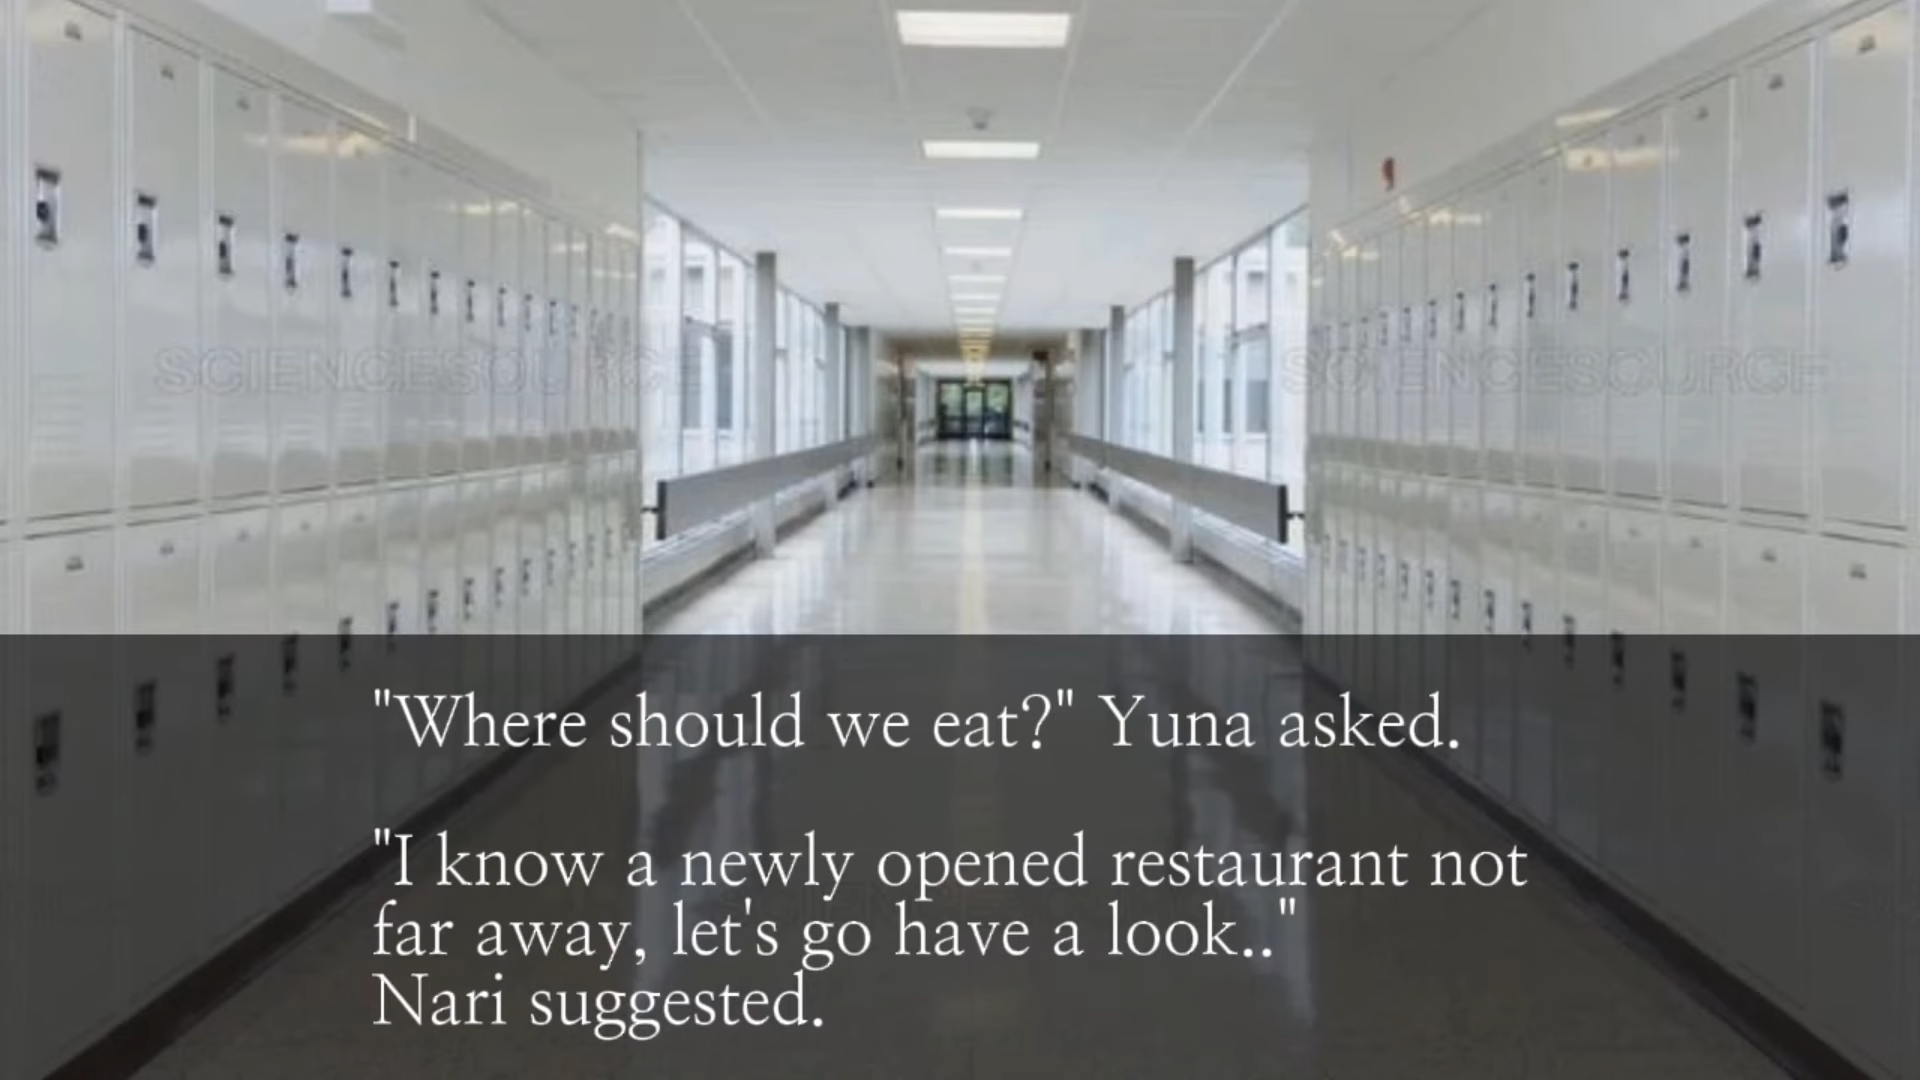 SCIENCESOURCE SCIENCESOURCE
"Where should we eat?" Yuna asked.
"I know a newly opened restaurant not
far away, let's go have a look.."
Nari suggested.